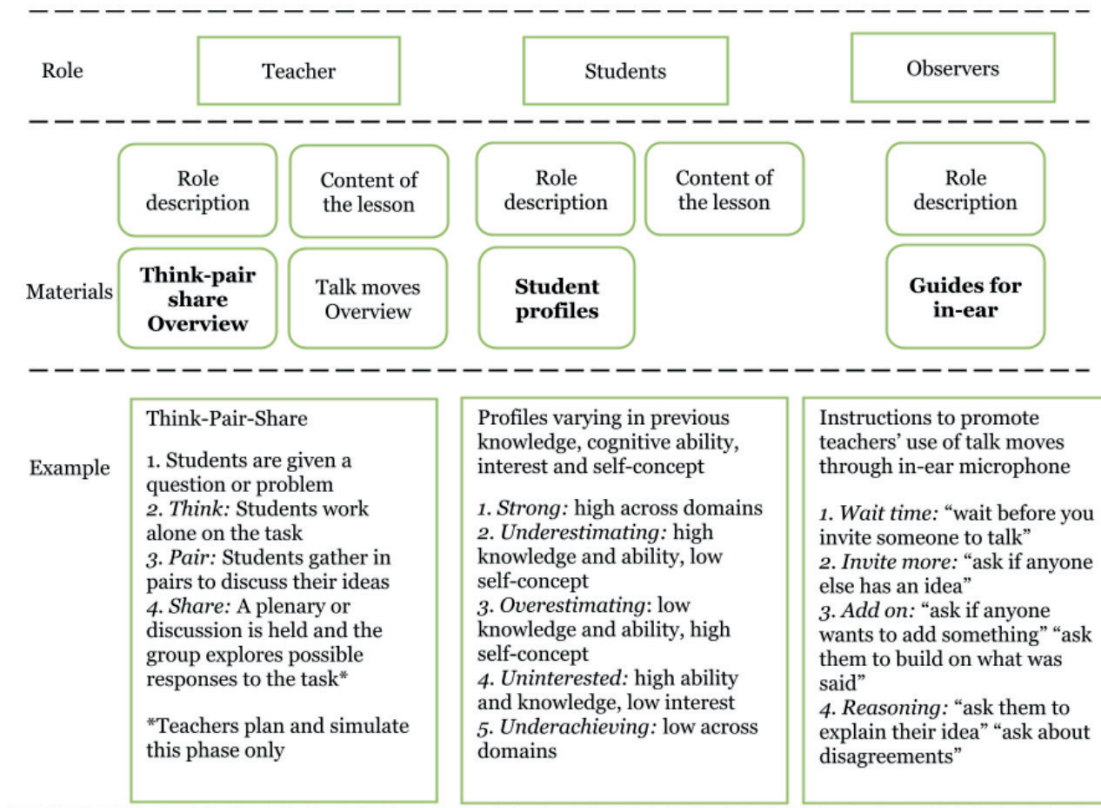 Role
Teacher
Students
Observers
Materials
Role
description
Content of
the lesson
Role
description
Content of
the lesson
Role
description
Think-pair
share
Overview
Talk moves
Overview
Student
profiles
Guides for
in-ear
Example
Think-Pair-Share
1. Students are given a
question or problem
2. Think: Students work
alone on the task
3. Pair: Students gather in
pairs to discuss their ideas
4. Share: A plenary or
discussion is held and the
group explores possible
responses to the task*
*Teachers plan and simulate
this phase only
Profiles varying in previous
knowledge, cognitive ability,
interest and self-concept
1. Strong: high across domains
2. Underestimating: high
knowledge and ability, low
self-concept
3. Overestimating: low
knowledge and ability, high
self-concept
4. Uninterested: high ability
and knowledge, low interest
5. Underachieving: low across
domains
Instructions to promote
teachers’ use of talk moves
through in-ear microphone
1. Wait time: “wait before you
invite someone to talk”
2. Invite more: “ask if anyone
else has an idea”
3. Add on: “ask if anyone
wants to add something” “ask
them to build on what was
said”
4. Reasoning: “ask them to
explain their idea” “ask about
disagreements”